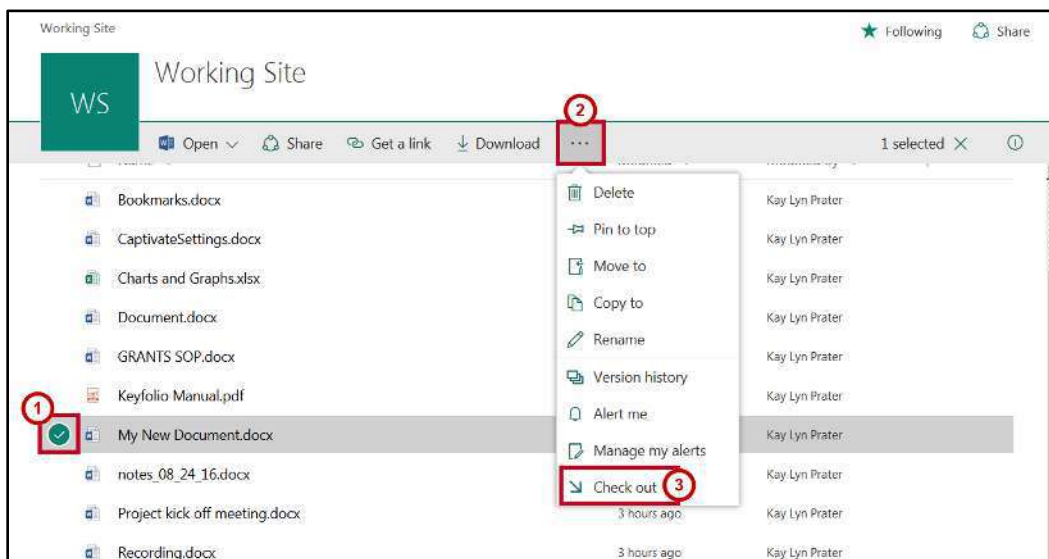 Working Site
Following
Share
WS
Working Site
2
Open
Share
Get a link
Download
...
1 selected
Delete
Bookmarks.docx
Kay Lyn Prater
Pin to top
CaptivateSettings.docx
Kay Lyn Prater
Move to
Charts and Graphs.xlsx
Kay Lyn Prater
Copy to
Document.docx
Kay Lyn Prater
Rename
GRANTS SOP.docx
Kay Lyn Prater
Version history
Keyfolio Manual.pdf
Kay Lyn Prater
1
Alert me
My New Document.docx
Kay Lyn Prater
Manage my alerts
notes_08_24_16.docx
Kay Lyn Prater
Check out
3
Project kick off meeting.docx
3 hours ago
Kay Lyn Prater
Recording.docx
3 hours ago
Kay Lyn Prater